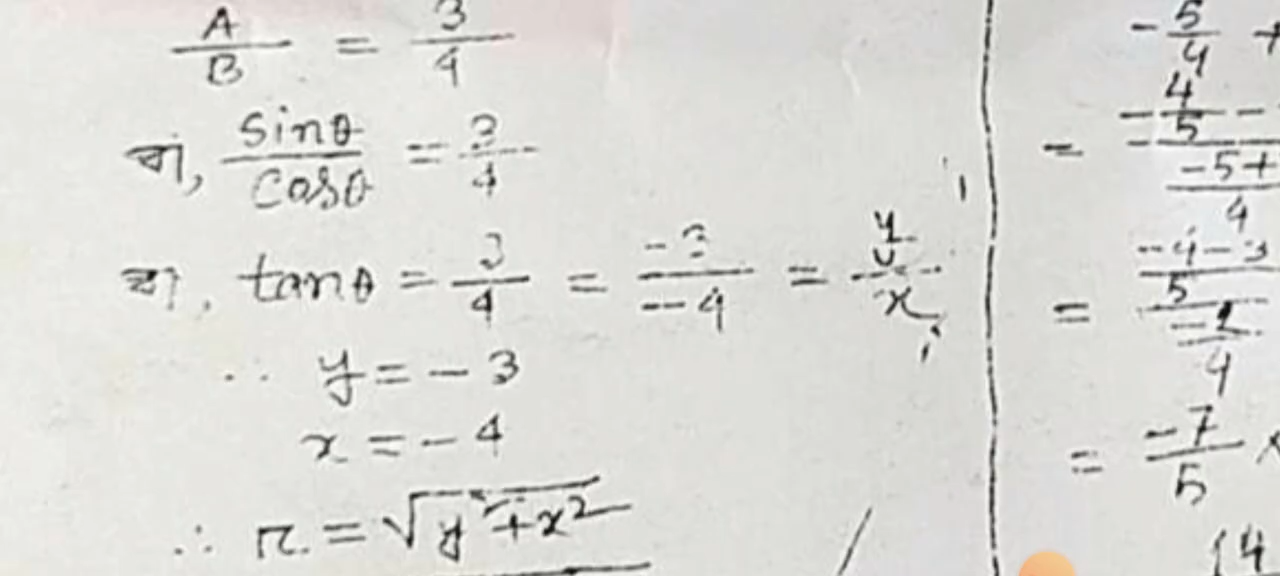 A/B = 3/4
বা, sinθ/cosθ = 3/4
বা, tanθ = 3/4 = -3/-4 = y/x
∴ y = -3
x = -4
∴ r = √y²+x²
-5/4 +
= -4/5 - / -5+/4
= -4-3/5 / -1/4
= -7/5 ×
14